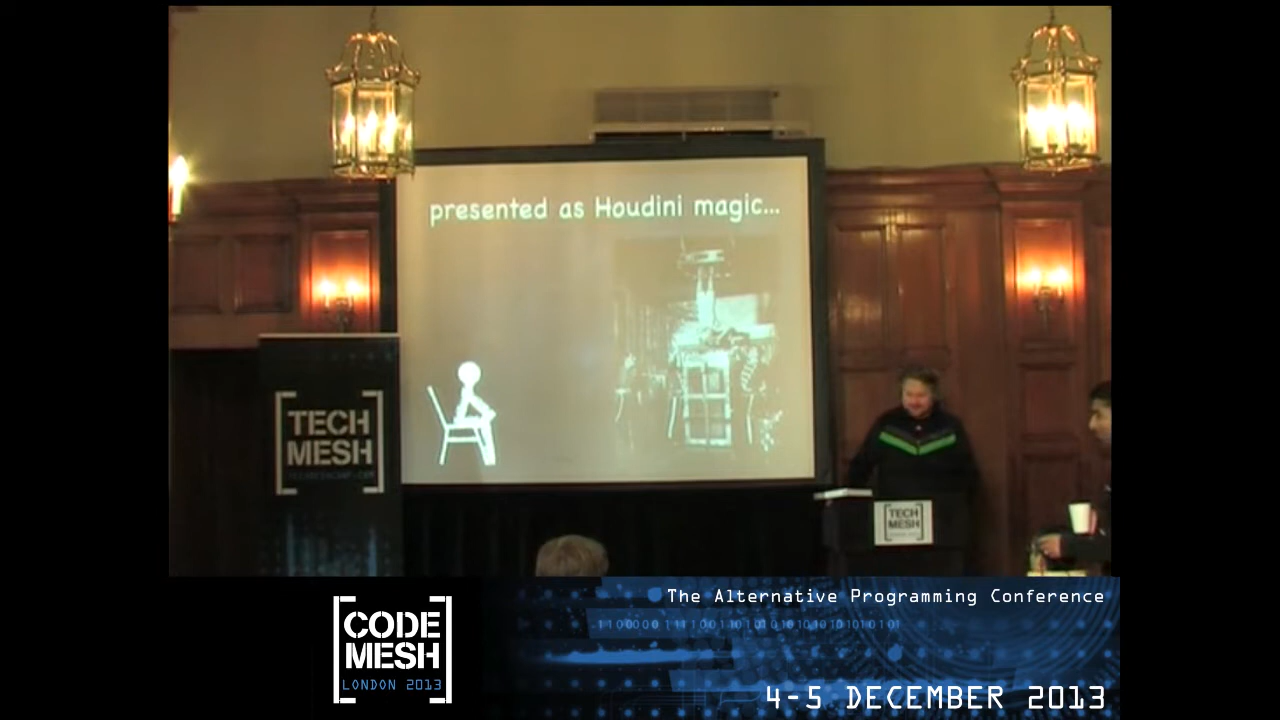 presented as Houdini magic...
TECH
MESH
TECH
MESH
CODE
MESH
LONDON 2013
The Alternative Programming Conference
4-5 DECEMBER 2013